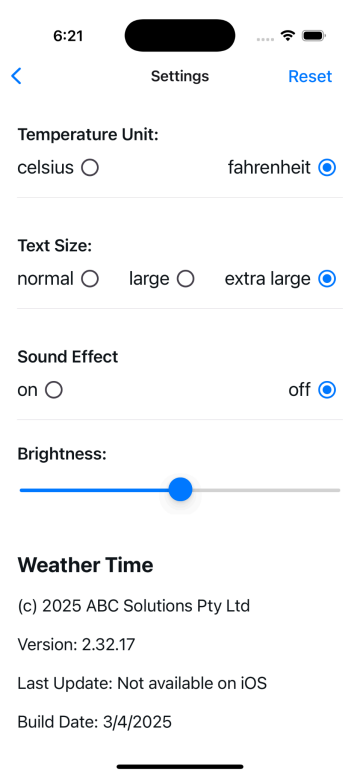 6:21
Settings
Reset
Temperature Unit:
celsius
fahrenheit
Text Size:
normal
large
extra large
Sound Effect
on
off
Brightness:
Weather Time
(c) 2025 ABC Solutions Pty Ltd
Version: 2.32.17
Last Update: Not available on iOS
Build Date: 3/4/2025